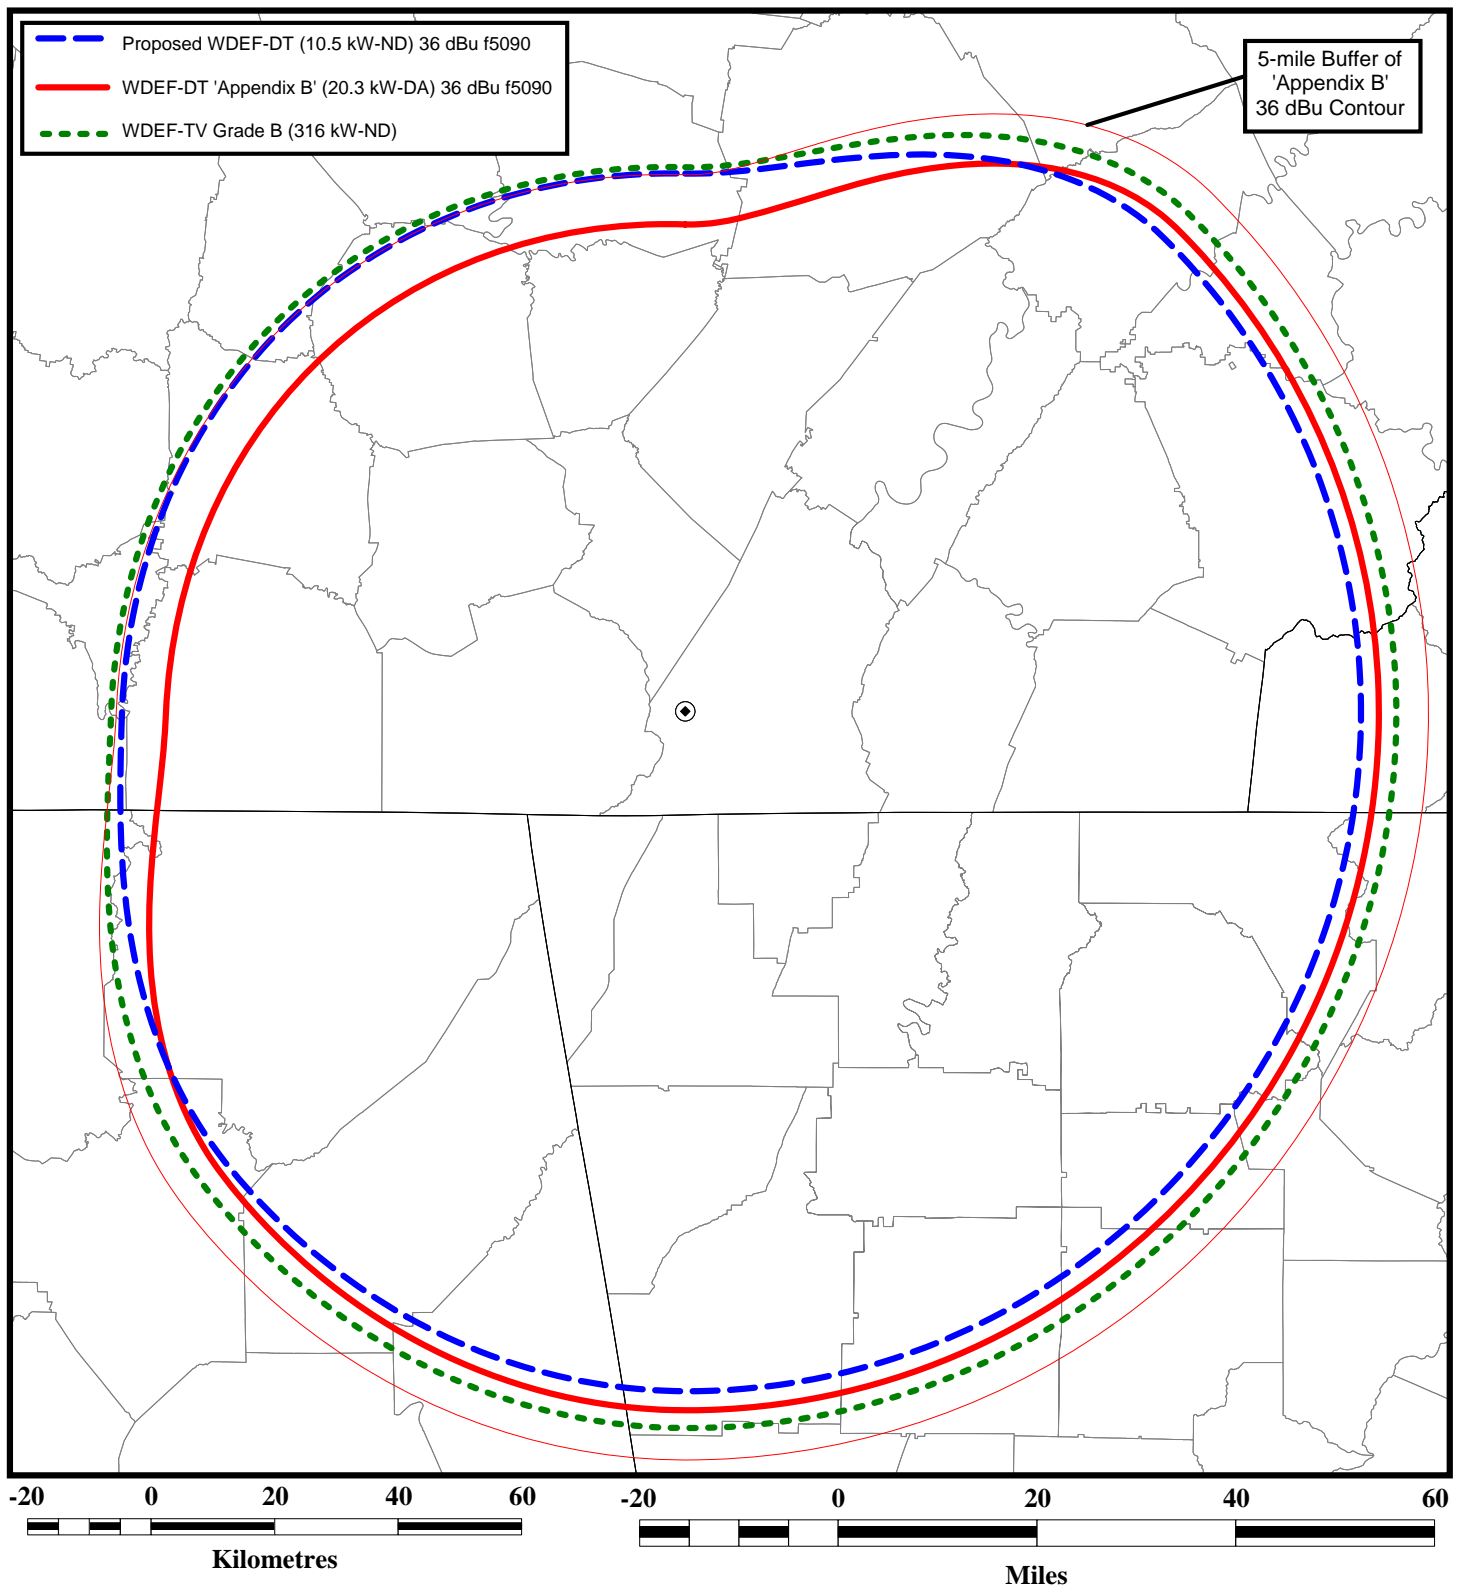 Proposed WDEF-DT (10.5 kW-ND) 36 dBu f5090
WDEF-DT 'Appendix B' (20.3 kW-DA) 36 dBu f5090
WDEF-TV Grade B (316 kW-ND)
5-mile Buffer of
'Appendix B'
36 dBu Contour
-20 0 20 40 60
Kilometres
-20 0 20 40 60
Miles